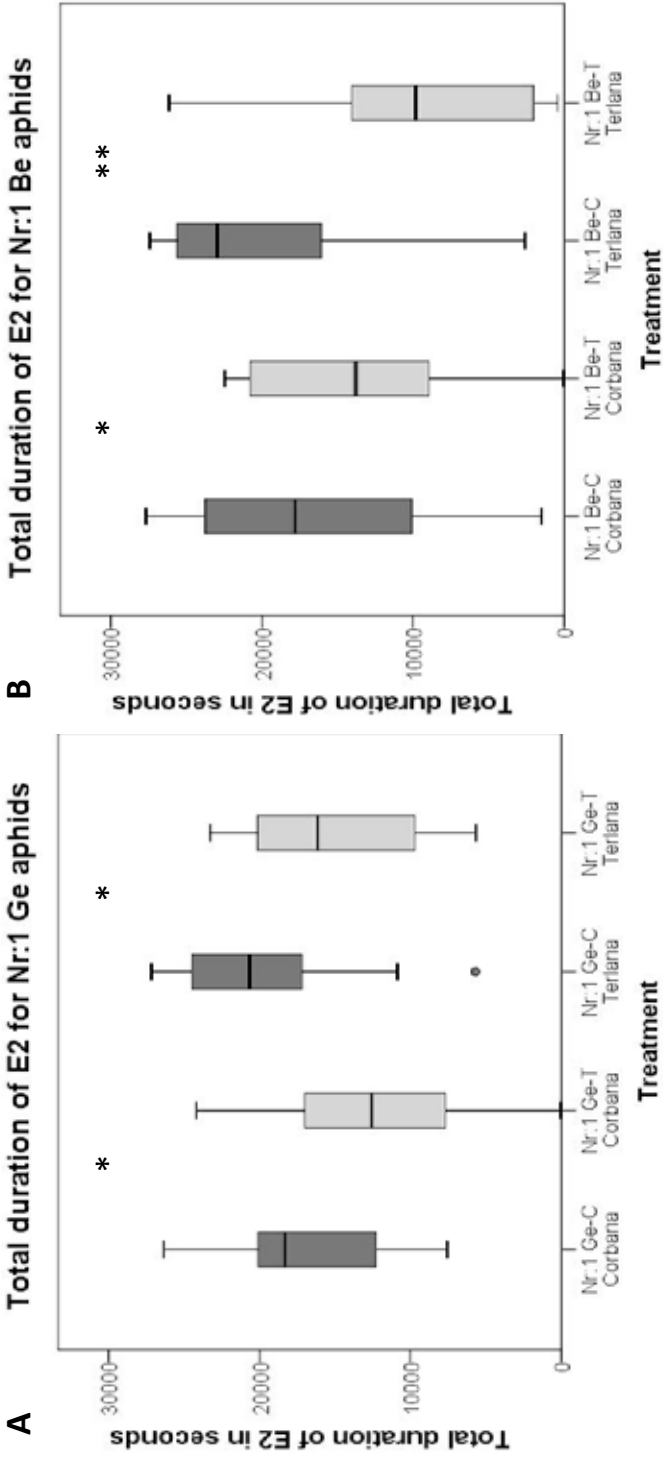 A
Total duration of E2 for Nr:1 Ge aphids
Total duration of E2 in seconds
30000
20000
10000
0
*
*
Nr:1 Ge-C
Corbana
Nr:1 Ge-T
Corbana
Nr:1 Ge-C
Terlana
Nr:1 Ge-T
Terlana
Treatment
B
Total duration of E2 for Nr:1 Be aphids
Total duration of E2 in seconds
30000
20000
10000
0
*
**
Nr:1 Be-C
Corbana
Nr:1 Be-T
Corbana
Nr:1 Be-C
Terlana
Nr:1 Be-T
Terlana
Treatment